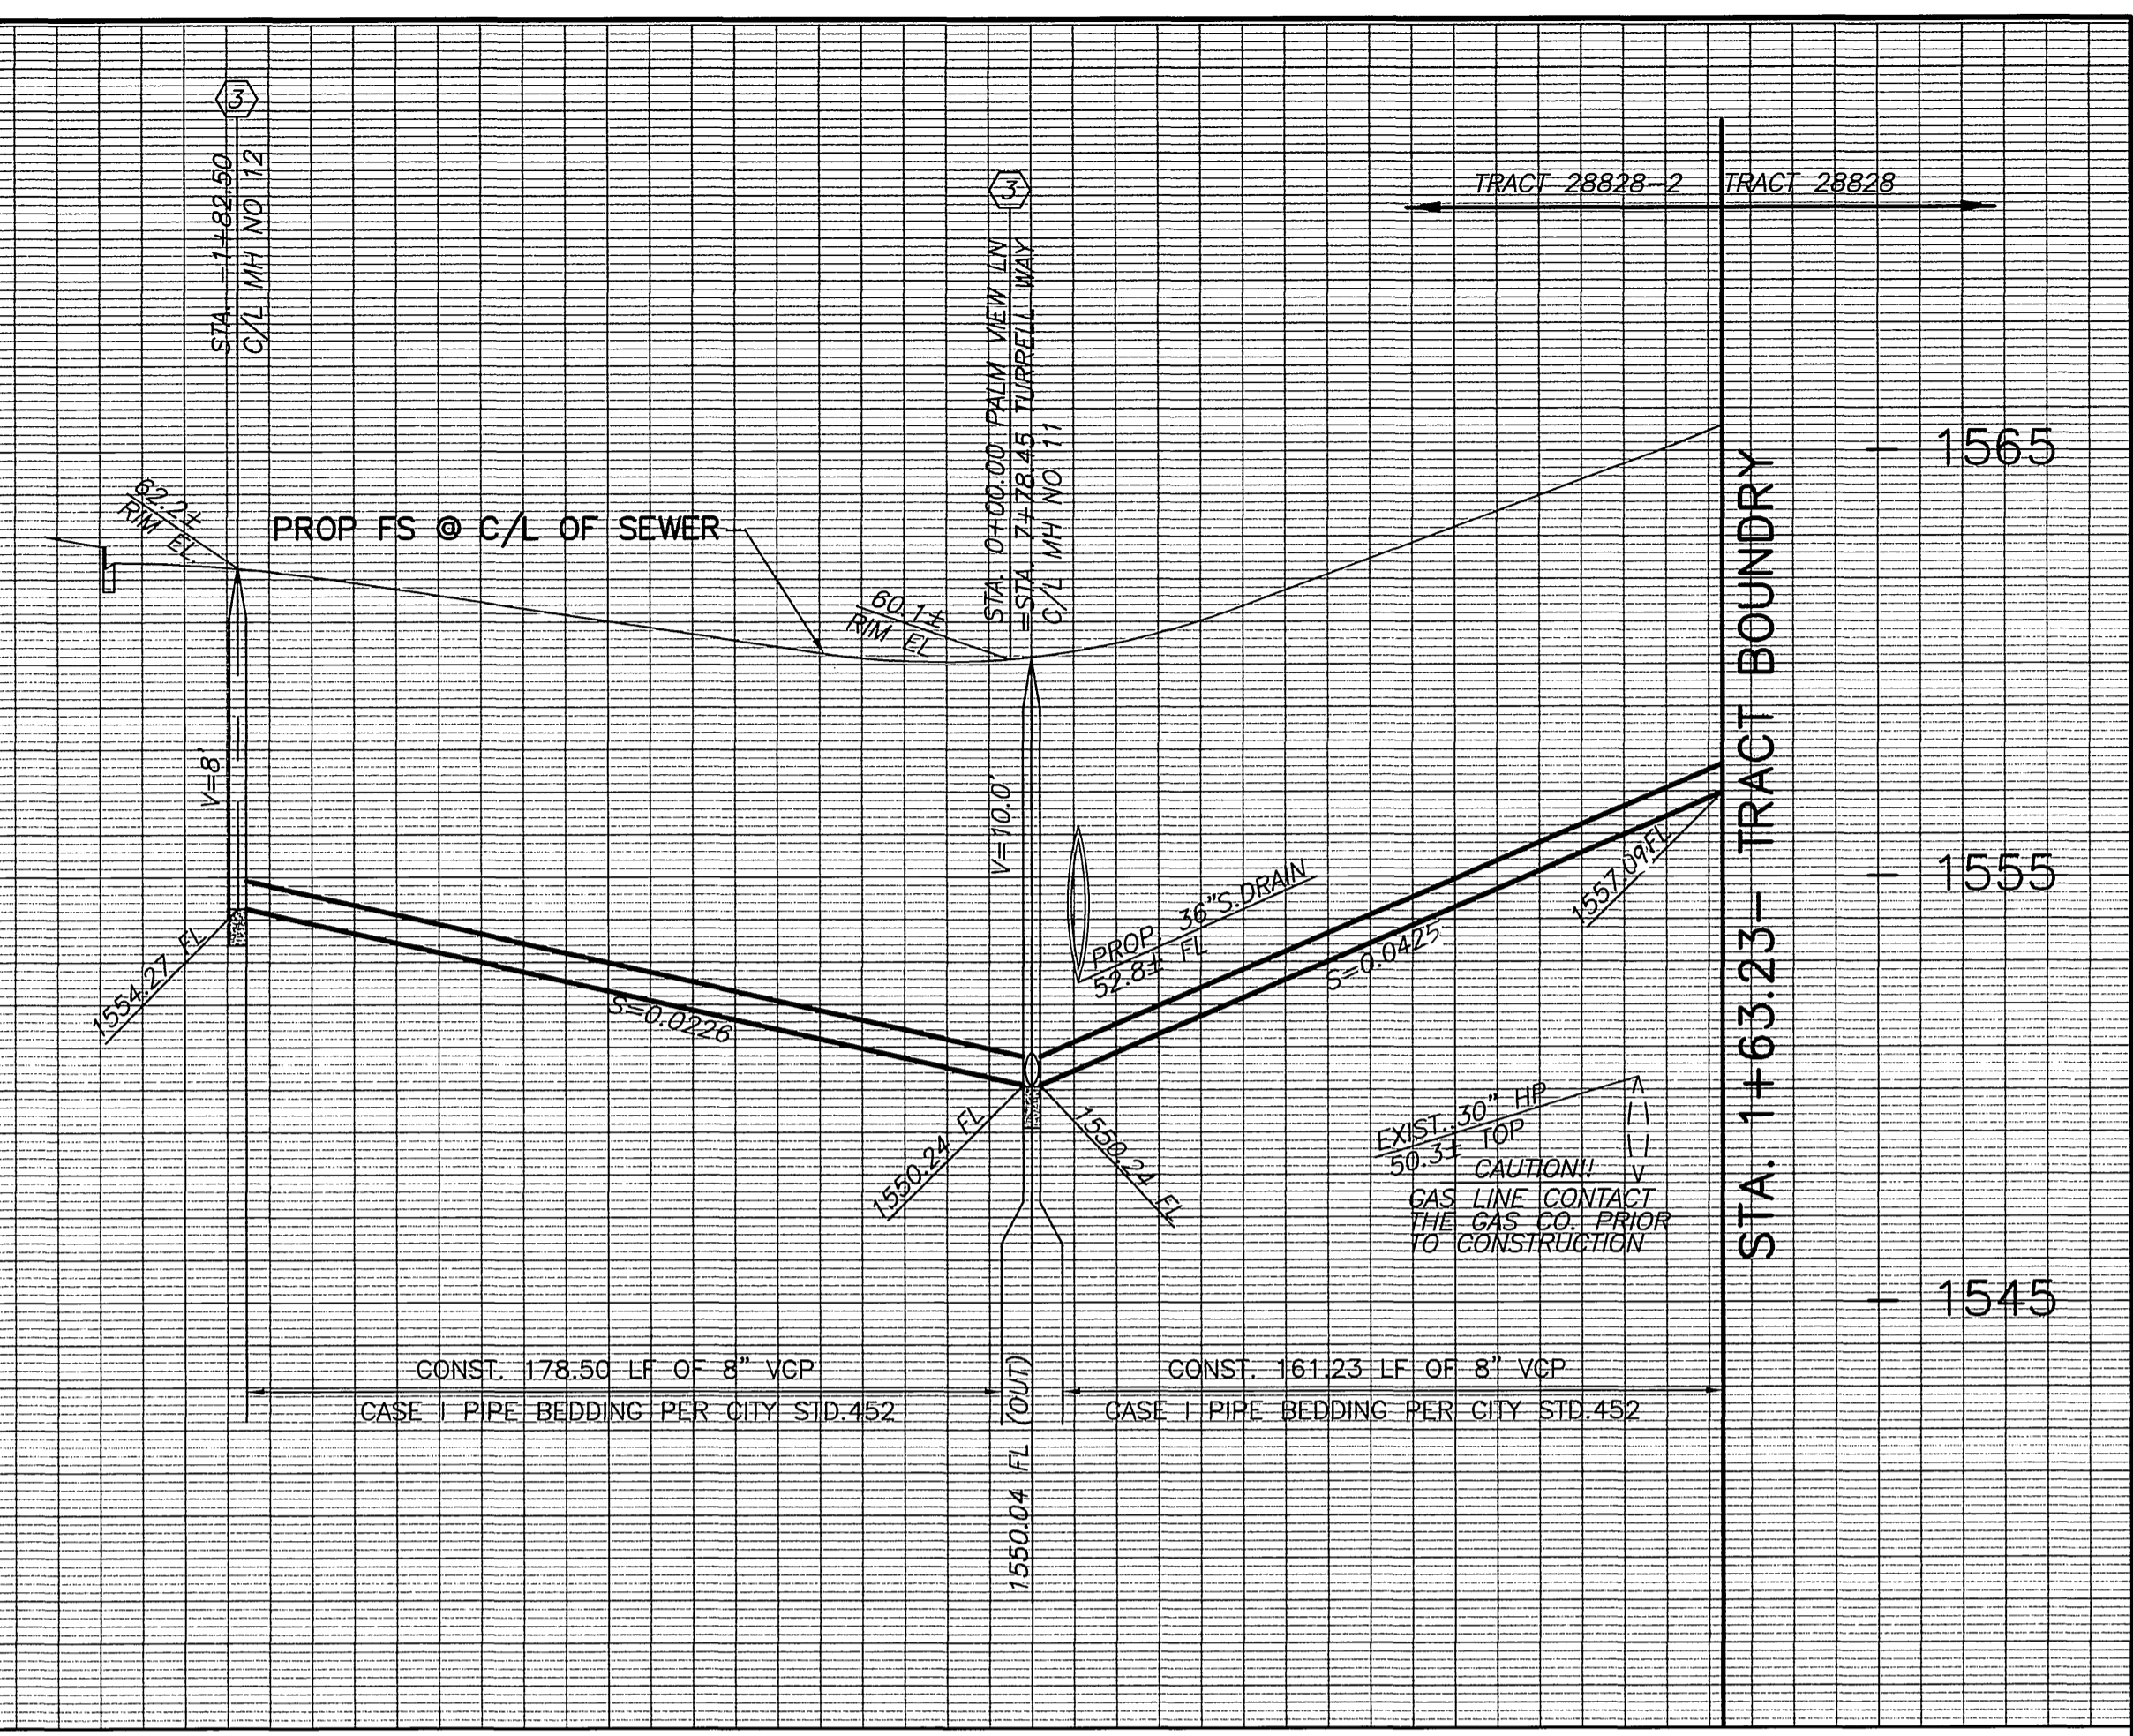 3
STA. -1+82.50
C/L MH NO 12
3
STA. 0+00.00 PALM VIEW LN
=STA. 7+78.45 TURRELL WAY
C/L MH NO 11
TRACT 28828-2
TRACT 28828
62.2±
RIM EL.
PROP FS @ C/L OF SEWER
60.1±
RIM EL
1565
V=8'
V=10.0'
PROP. 36"S.DRAIN
52.8± FL
1557.09FL
1555
1554.27 FL
S=0.0226
S=0.0425
STA. 1+63.23- TRACT BOUNDRY
1550.24 FL
1550.24 FL
EXIST. 30" HP
50.3± TOP
CAUTION!!
GAS LINE CONTACT
THE GAS CO. PRIOR
TO CONSTRUCTION
1545
CONST. 178.50 LF OF 8" VCP
CASE I PIPE BEDDING PER CITY STD.452
1550.04 FL (OUT)
CONST. 161.23 LF OF 8" VCP
CASE I PIPE BEDDING PER CITY STD.452